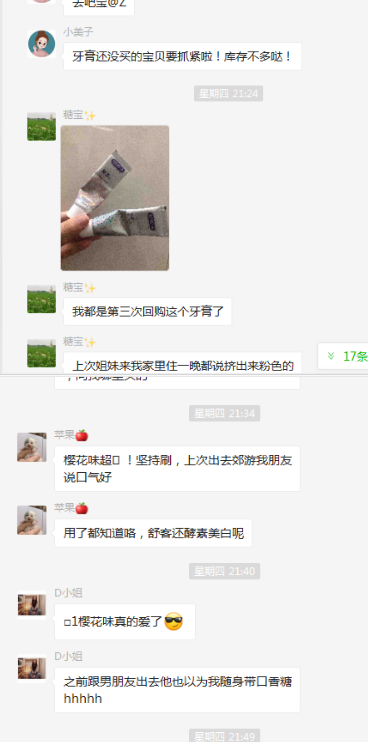 去吧宝@Z
小美子
牙膏还没买的宝贝要抓紧啦！库存不多哒！
星期四 21:24
糖宝✨
糖宝✨
我都是第三次回购这个牙膏了
糖宝✨
上次姐妹来我家里住一晚都说挤出来粉色的
17条
星期四 21:34
苹果🍎
樱花味超□ ！坚持刷，上次出去郊游我朋友
说口气好
苹果🍎
用了都知道咯，舒客还酵素美白呢
星期四 21:40
D小姐
□1樱花味真的爱了😎
D小姐
之前跟男朋友出去他也以为我随身带口香糖
hhhhh
星期四 21:49